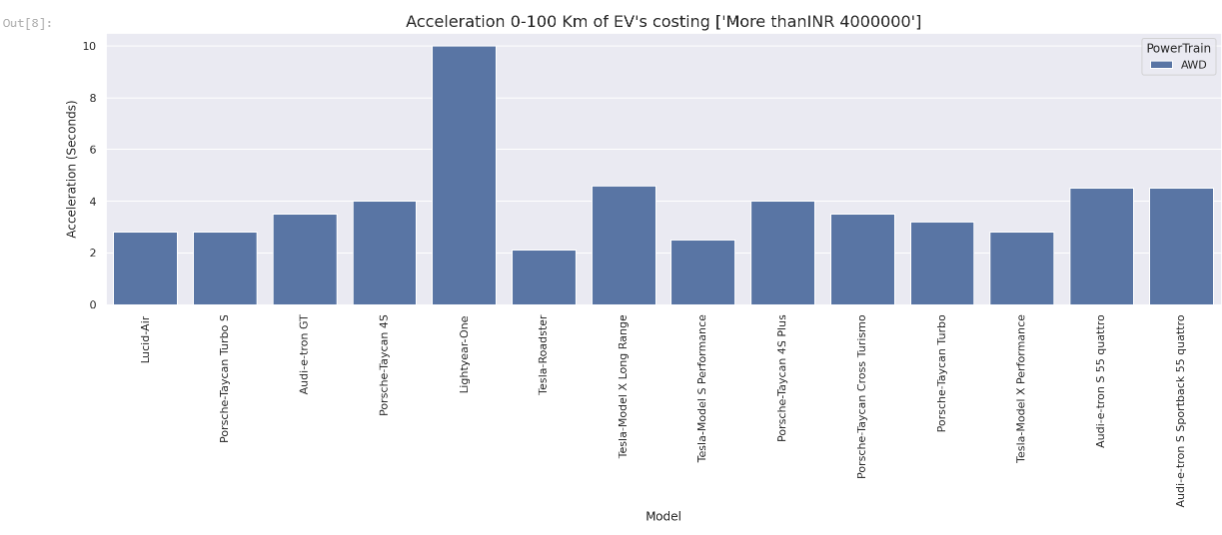 Out[8]:
Acceleration 0-100 Km of EV's costing ['More thanINR 4000000']
PowerTrain
AWD
Acceleration (Seconds)
10
8
6
4
2
0
Lucid-Air
Porsche-Taycan Turbo S
Audi-e-tron GT
Porsche-Taycan 4S
Lightyear-One
Tesla-Roadster
Tesla-Model X Long Range
Tesla-Model S Performance
Porsche-Taycan 4S Plus
Porsche-Taycan Cross Turismo
Porsche-Taycan Turbo
Tesla-Model X Performance
Audi-e-tron S 55 quattro
Audi-e-tron S Sportback 55 quattro
Model